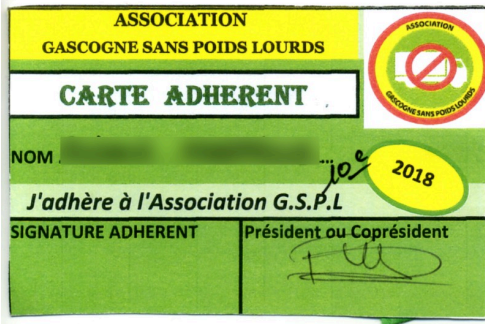 ASSOCIATION
GASCOGNE SANS POIDS LOURDS
ASSOCIATION
GASCOGNE SANS POIDS LOURDS
CARTE ADHERENT
NOM
10e
2018
J'adhère à l'Association G.S.P.L
SIGNATURE ADHERENT
Président ou Coprésident